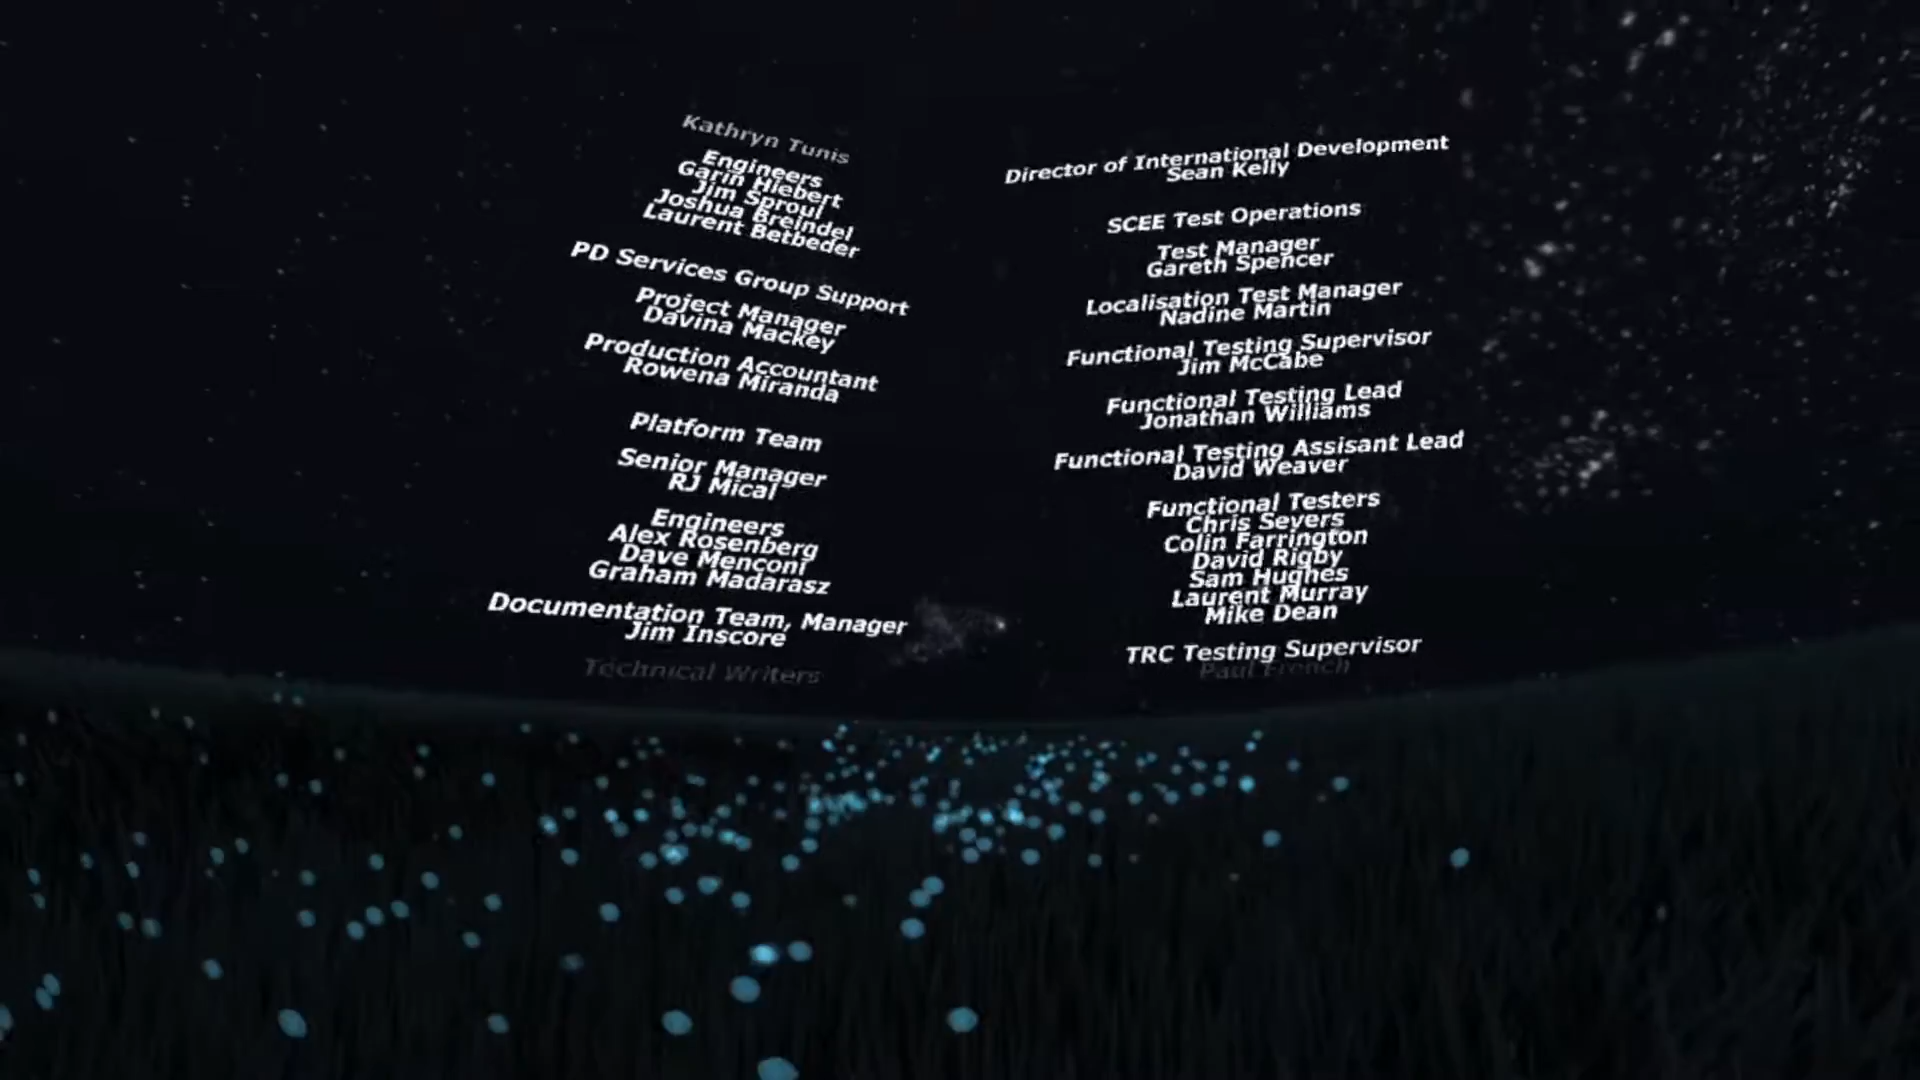 Kathryn Tunis
Engineers
Garin Hiebert
Jim Sproul
Joshua Breindel
Laurent Betbeder
PD Services Group Support
Project Manager
Davina Mackey
Production Accountant
Rowena Miranda
Platform Team
Senior Manager
RJ Mical
Engineers
Alex Rosenberg
Dave Menconi
Graham Madarasz
Documentation Team, Manager
Jim Inscore
Technical Writers
Director of International Development
Sean Kelly
SCEE Test Operations
Test Manager
Gareth Spencer
Localisation Test Manager
Nadine Martin
Functional Testing Supervisor
Jim McCabe
Functional Testing Lead
Jonathan Williams
Functional Testing Assisant Lead
David Weaver
Functional Testers
Chris Severs
Colin Farrington
David Rigby
Sam Hughes
Laurent Murray
Mike Dean
TRC Testing Supervisor
Paul French